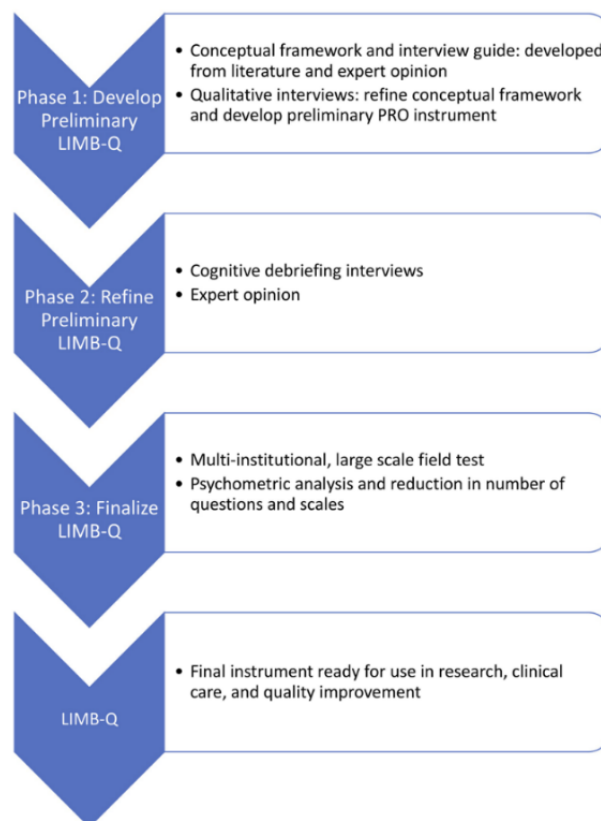 Phase 1: Develop
Preliminary
LIMB-Q
• Conceptual framework and interview guide: developed
from literature and expert opinion
• Qualitative interviews: refine conceptual framework
and develop preliminary PRO instrument
Phase 2: Refine
Preliminary
LIMB-Q
• Cognitive debriefing interviews
• Expert opinion
Phase 3: Finalize
LIMB-Q
• Multi-institutional, large scale field test
• Psychometric analysis and reduction in number of
questions and scales
LIMB-Q
• Final instrument ready for use in research, clinical
care, and quality improvement